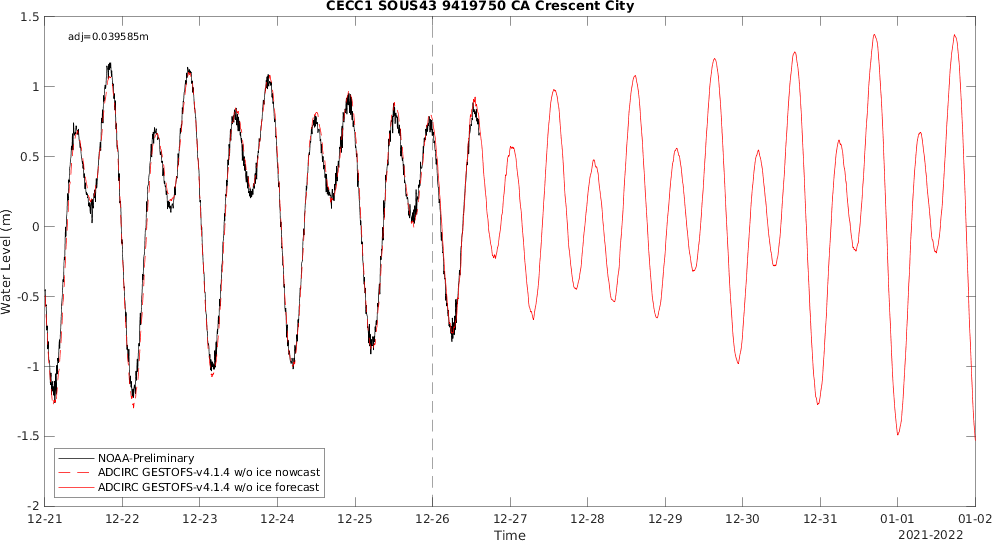 CECC1 SOUS43 9419750 CA Crescent City
adj=0.039585m
1.5
1
0.5
0
-0.5
-1
-1.5
-2
Water Level (m)
NOAA-Preliminary
ADCIRC GESTOFS-v4.1.4 w/o ice nowcast
ADCIRC GESTOFS-v4.1.4 w/o ice forecast
12-21 12-22 12-23 12-24 12-25 12-26 12-27 12-28 12-29 12-30 12-31 01-01 01-02
Time
2021-2022